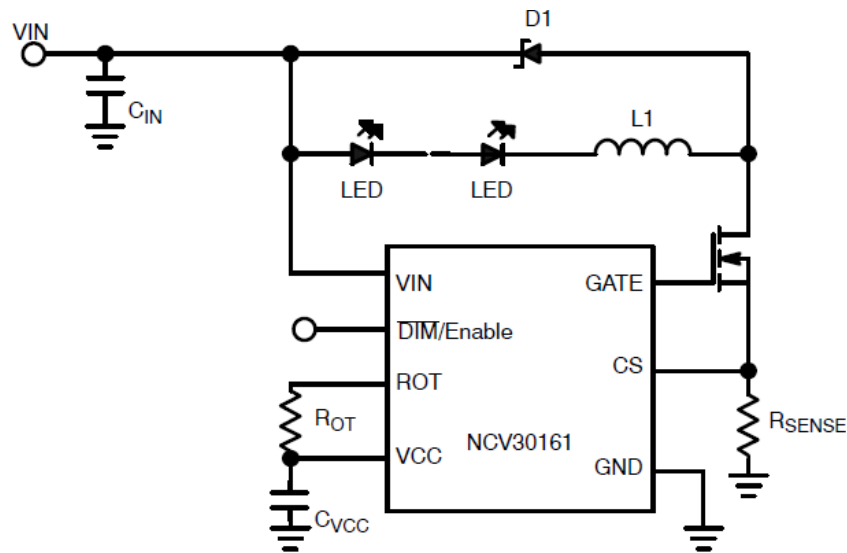 VIN
D1
CIN
L1
LED
LED
VIN
GATE
DIM/Enable
ROT
CS
ROT
RSENSE
VCC
NCV30161
GND
CVCC